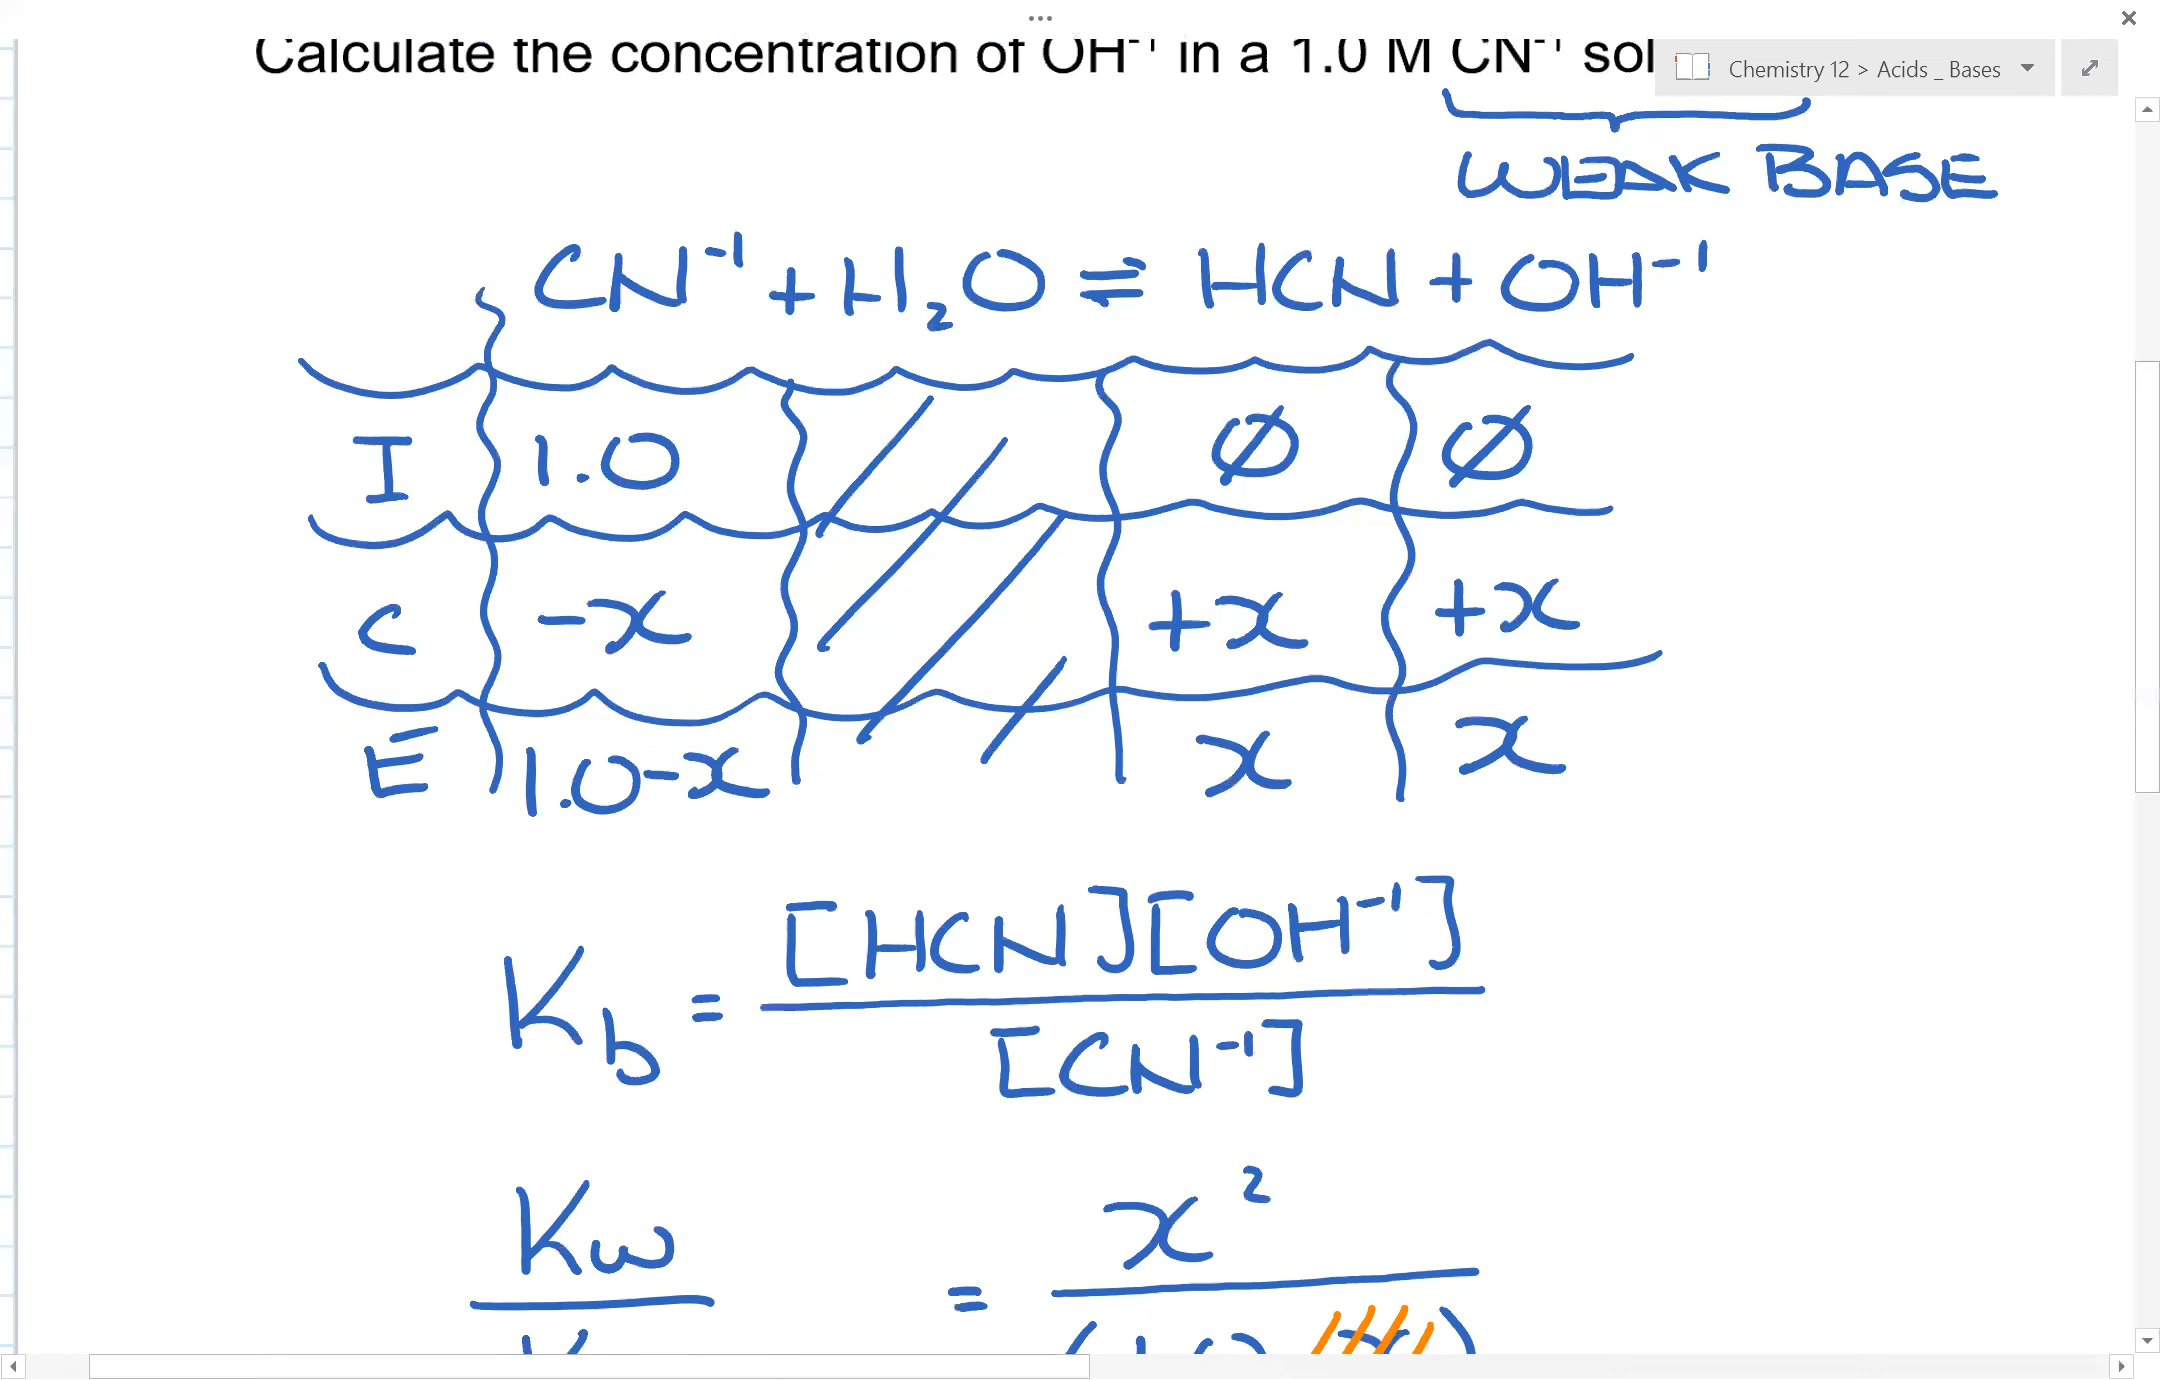 Calculate the concentration of OH⁻¹ in a 1.0 M CN⁻¹ sol
Chemistry 12 > Acids _ Bases
WEAK BASE
CN⁻¹ + H₂O ⇌ HCN + OH⁻¹
I 1.0 Ø Ø
C -x +x +x
E 1.0-x x x
K_b = [HCN][OH⁻¹] / [CN⁻¹]
Kw = x²